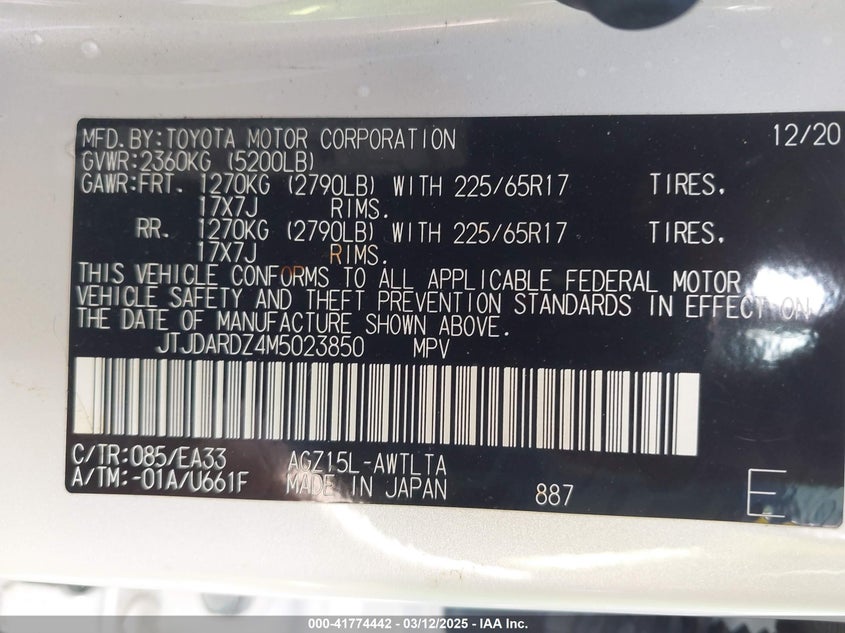 MFD.BY:TOYOTA MOTOR CORPORATION 12/20
GVWR:2360KG (5200LB)
GAWR:FRT. 1270KG (2790LB) WITH 225/65R17 TIRES,
17X7J RIMS.
RR. 1270KG (2790LB) WITH 225/65R17 TIRES,
17X7J RIMS.
THIS VEHICLE CONFORMS TO ALL APPLICABLE FEDERAL MOTOR
VEHICLE SAFETY AND THEFT PREVENTION STANDARDS IN EFFECT ON
THE DATE OF MANUFACTURE SHOWN ABOVE.
JTJDARDZ4M5023850 MPV
C/TR:085/EA33 AGZ15L-AWTLTA
A/TM:-01A/U661F MADE IN JAPAN 887 E
000-41774442 - 03/12/2025 - IAA Inc.